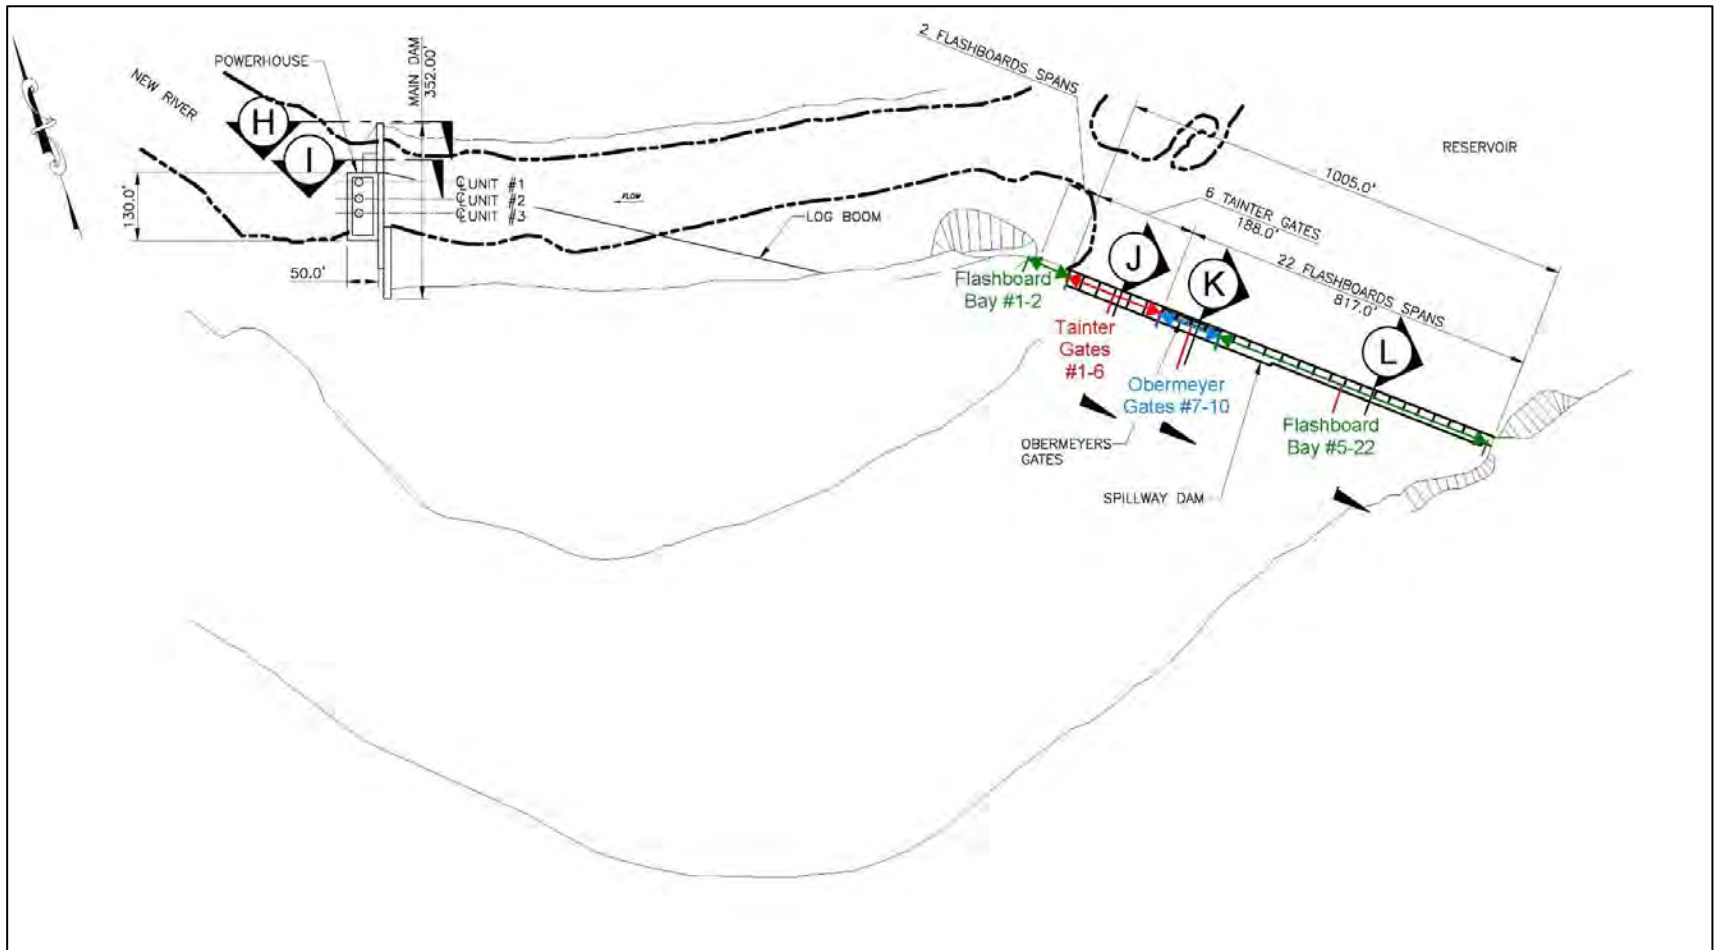 2 FLASHBOARDS SPANS
POWERHOUSE
MAIN DAM
352.00'
NEW RIVER
H
I
RESERVOIR
1005.0'
130.0'
℄ UNIT #1
℄ UNIT #2
℄ UNIT #3
FLOW
LOG BOOM
6 TAINTER GATES
188.0'
50.0'
J
K
22 FLASHBOARDS SPANS
817.0'
Flashboard
Bay #1-2
Tainter
Gates
#1-6
L
Obermeyer
Gates #7-10
Flashboard
Bay #5-22
OBERMEYERS
GATES
SPILLWAY DAM